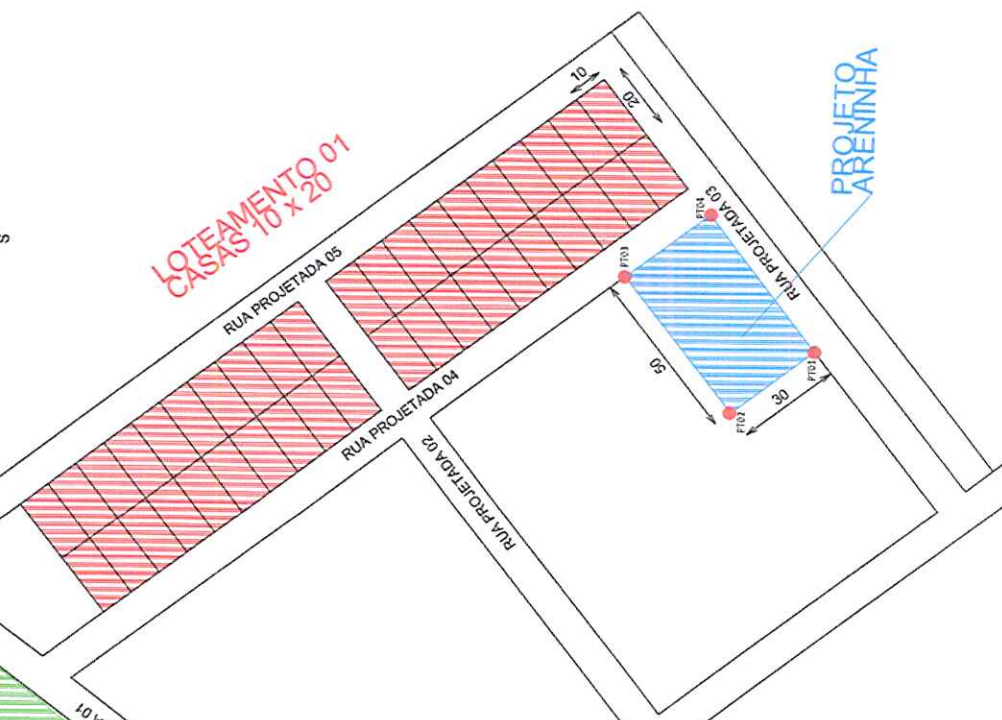 LOTEAMENTO 01
CASAS 10 x 20
PROJETO
ARENINHA
RUA PROJETADA 05
10
20
RUA PROJETADA 03
PT04
PT03
50
PT01
30
PT02
RUA PROJETADA 04
RUA PROJETADA 02
A 01
S